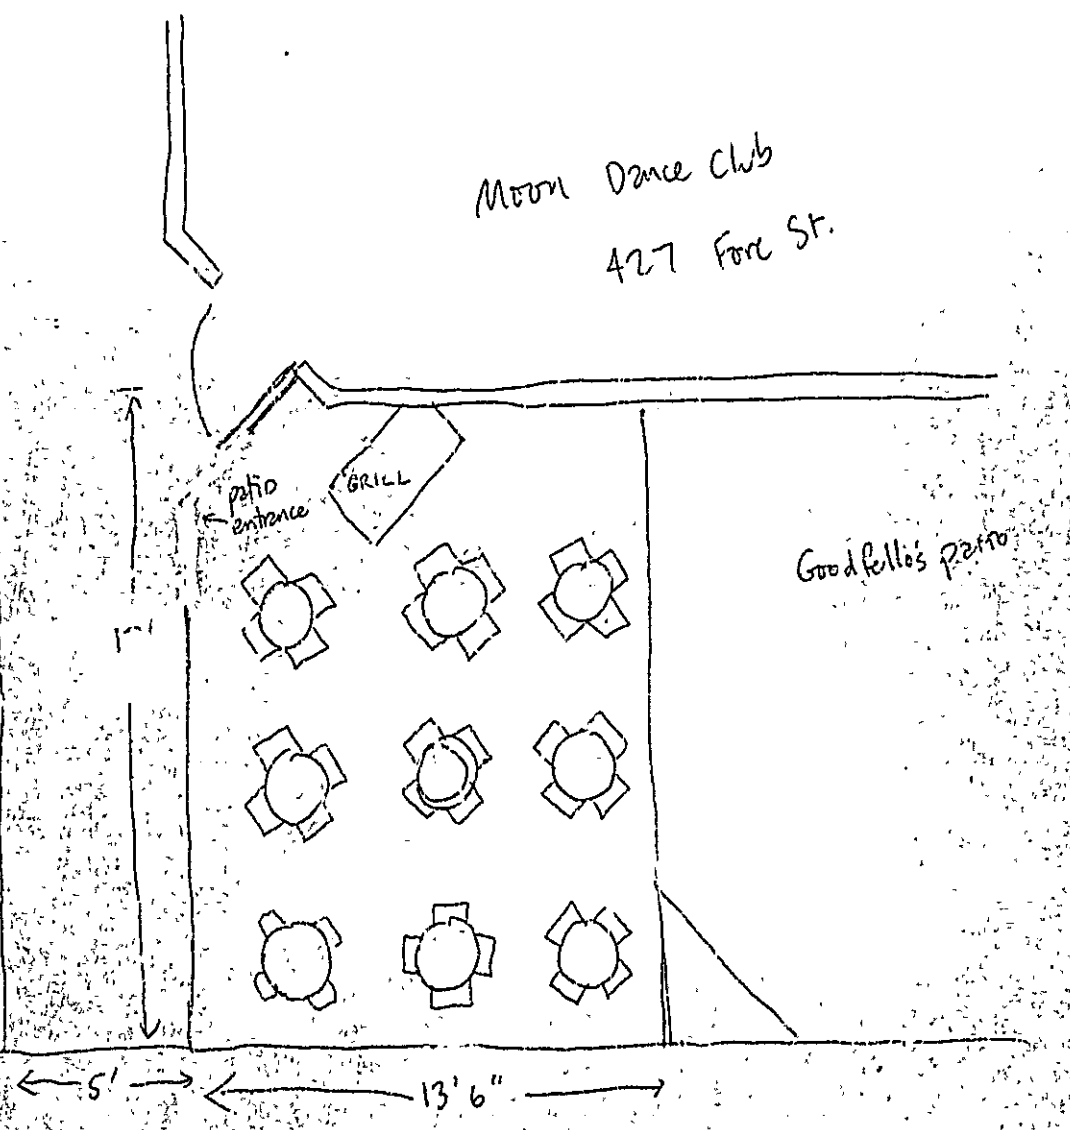 Moon Dance Club
427 Fore St.
GRILL
patio
entrance
Goodfello's patio
5'
13'6"